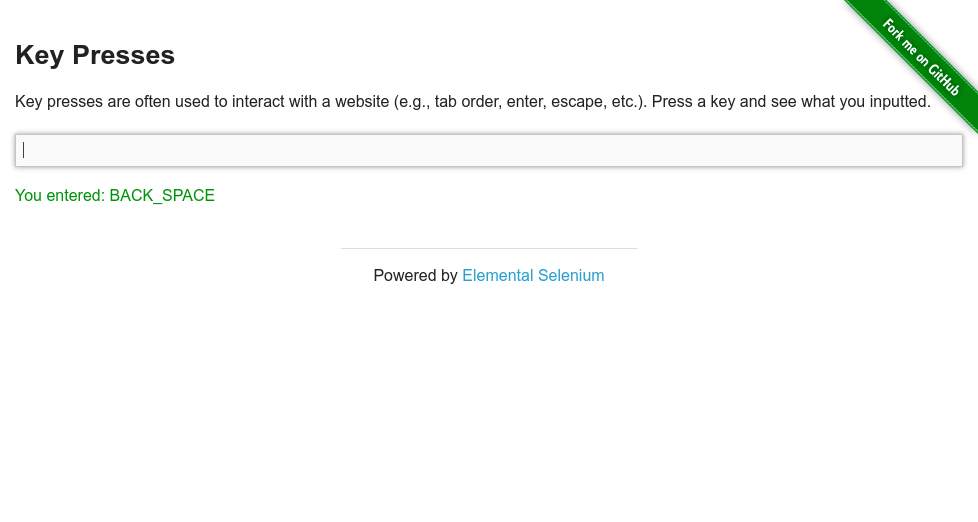 Fork me on GitHub
Key Presses
Key presses are often used to interact with a website (e.g., tab order, enter, escape, etc.). Press a key and see what you inputted.
You entered: BACK_SPACE
Powered by Elemental Selenium